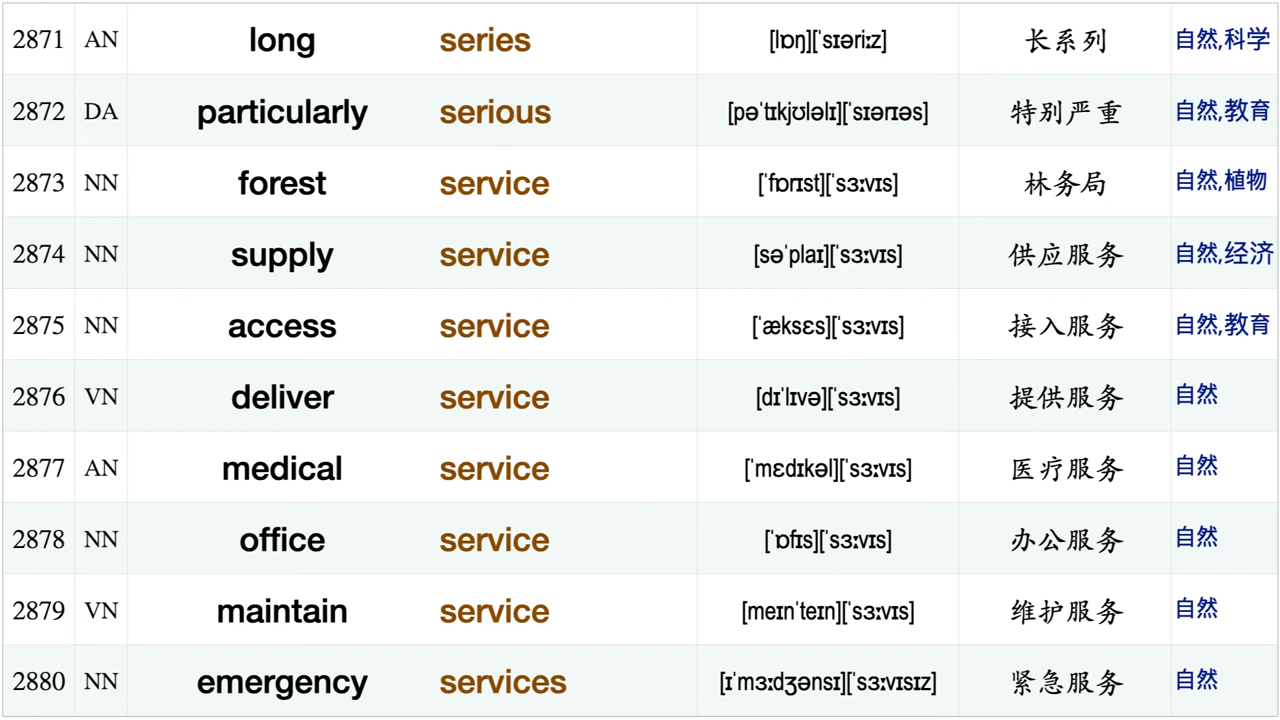 2871 AN long series [lɒŋ][ˈsɪəriːz] 长系列 自然,科学
2872 DA particularly serious [pəˈtɪkjʊləlɪ][ˈsɪərɪəs] 特别严重 自然,教育
2873 NN forest service [ˈfɒrɪst][ˈsɜːvɪs] 林务局 自然,植物
2874 NN supply service [səˈplaɪ][ˈsɜːvɪs] 供应服务 自然,经济
2875 NN access service [ˈæksɛs][ˈsɜːvɪs] 接入服务 自然,教育
2876 VN deliver service [dɪˈlɪvə][ˈsɜːvɪs] 提供服务 自然
2877 AN medical service [ˈmɛdɪkəl][ˈsɜːvɪs] 医疗服务 自然
2878 NN office service [ˈɒfɪs][ˈsɜːvɪs] 办公服务 自然
2879 VN maintain service [meɪnˈteɪn][ˈsɜːvɪs] 维护服务 自然
2880 NN emergency services [ɪˈmɜːdʒənsɪ][ˈsɜːvɪsɪz] 紧急服务 自然